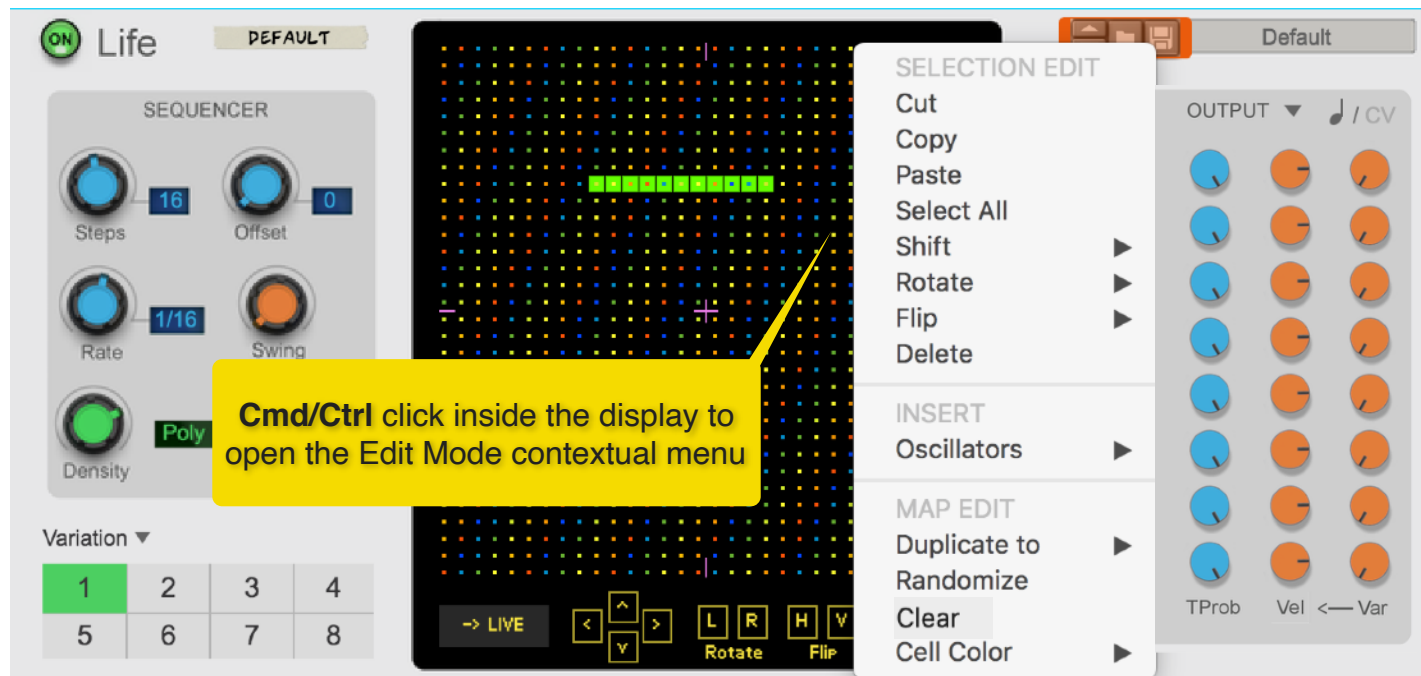 ON
Life
DEFAULT
SEQUENCER
16
Steps
0
Offset
1/16
Rate
Swing
Poly
Density
Variation
1 2 3 4
5 6 7 8
Cmd/Ctrl click inside the display to
open the Edit Mode contextual menu
-> LIVE
< ^ v >
L R
Rotate
H V
Flip
SELECTION EDIT
Cut
Copy
Paste
Select All
Shift
Rotate
Flip
Delete
INSERT
Oscillators
MAP EDIT
Duplicate to
Randomize
Clear
Cell Color
Default
OUTPUT / CV
TProb Vel <— Var